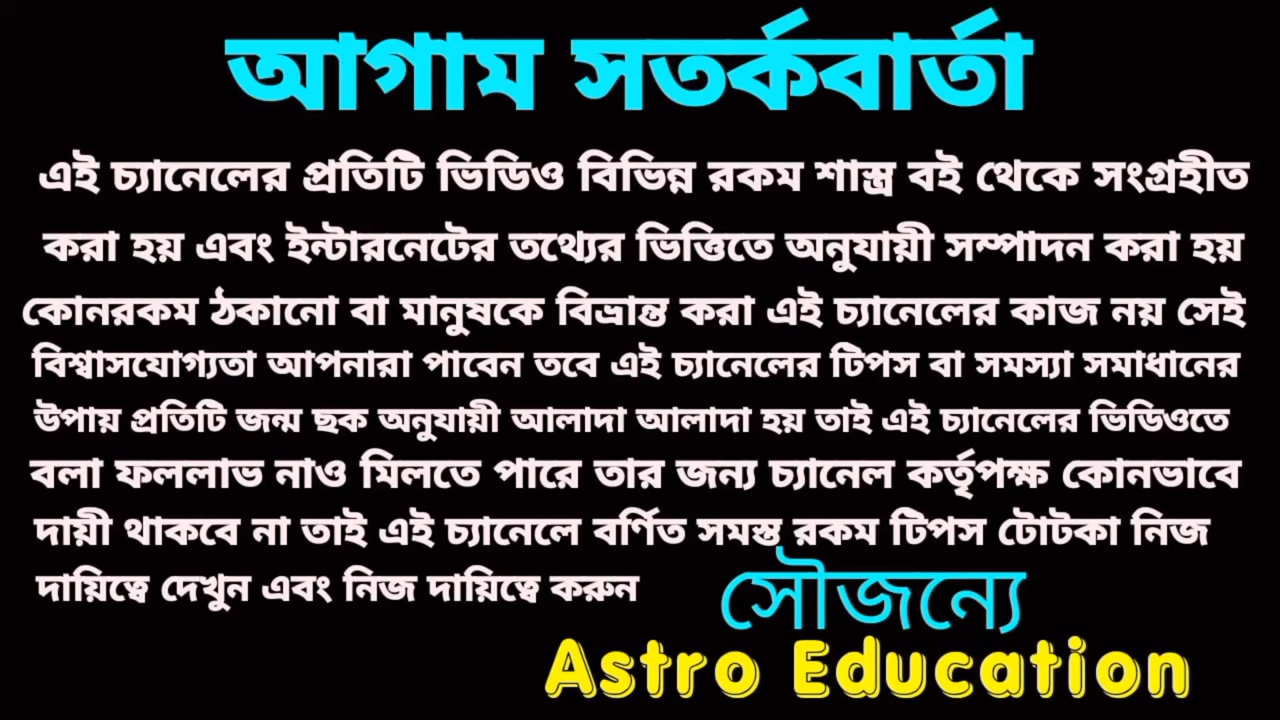 আগাম সতর্কবার্তা
এই চ্যানেলের প্রতিটি ভিডিও বিভিন্ন রকম শাস্ত্র বই থেকে সংগ্রহীত
করা হয় এবং ইন্টারনেটের তথ্যের ভিত্তিতে অনুযায়ী সম্পাদন করা হয়
কোনরকম ঠকানো বা মানুষকে বিভ্রান্ত করা এই চ্যানেলের কাজ নয় সেই
বিশ্বাসযোগ্যতা আপনারা পাবেন তবে এই চ্যানেলের টিপস বা সমস্যা সমাধানের
উপায় প্রতিটি জন্ম ছক অনুযায়ী আলাদা আলাদা হয় তাই এই চ্যানেলের ভিডিওতে
বলা ফললাভ নাও মিলতে পারে তার জন্য চ্যানেল কর্তৃপক্ষ কোনভাবে
দায়ী থাকবে না তাই এই চ্যানেলে বর্ণিত সমস্ত রকম টিপস টোটকা নিজ
দায়িত্বে দেখুন এবং নিজ দায়িত্বে করুন
সৌজন্যে
Astro Education